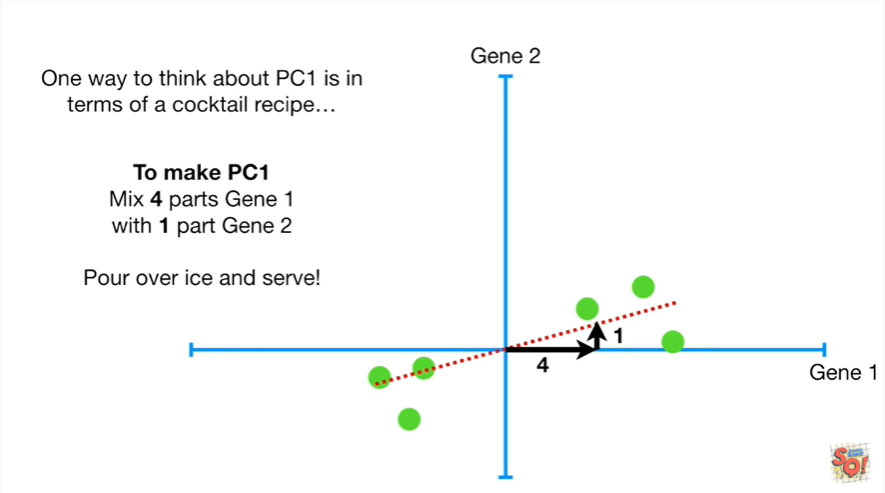 Gene 2
One way to think about PC1 is in
terms of a cocktail recipe…
To make PC1
Mix 4 parts Gene 1
with 1 part Gene 2
Pour over ice and serve!
1
4
Gene 1
SQ!